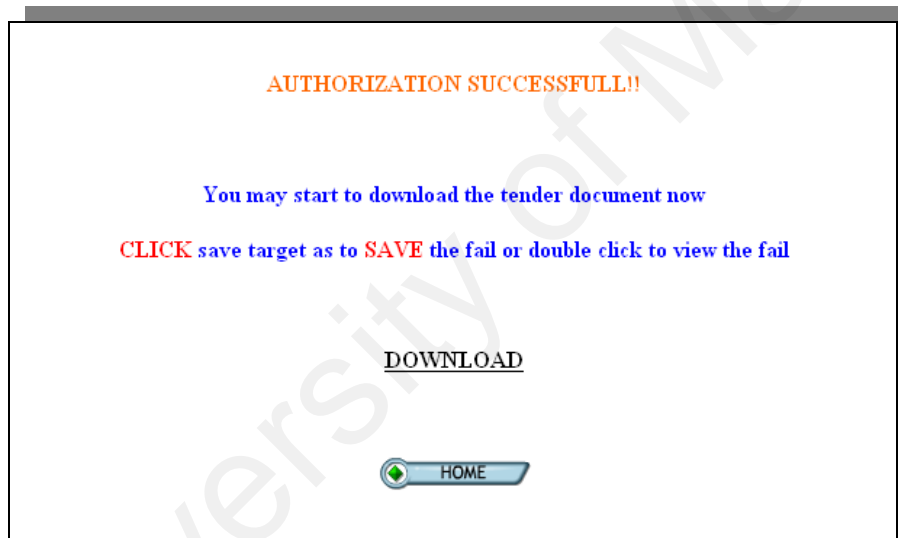 AUTHORIZATION SUCCESSFULL!!
You may start to download the tender document now
CLICK save target as to SAVE the fail or double click to view the fail
DOWNLOAD
HOME